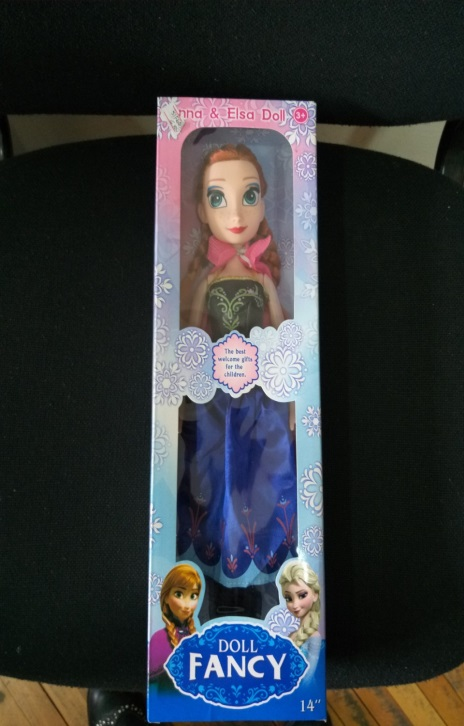 nna & Elsa Doll 3+
The best
welcome gifts
for the
children.
DOLL
FANCY
14"